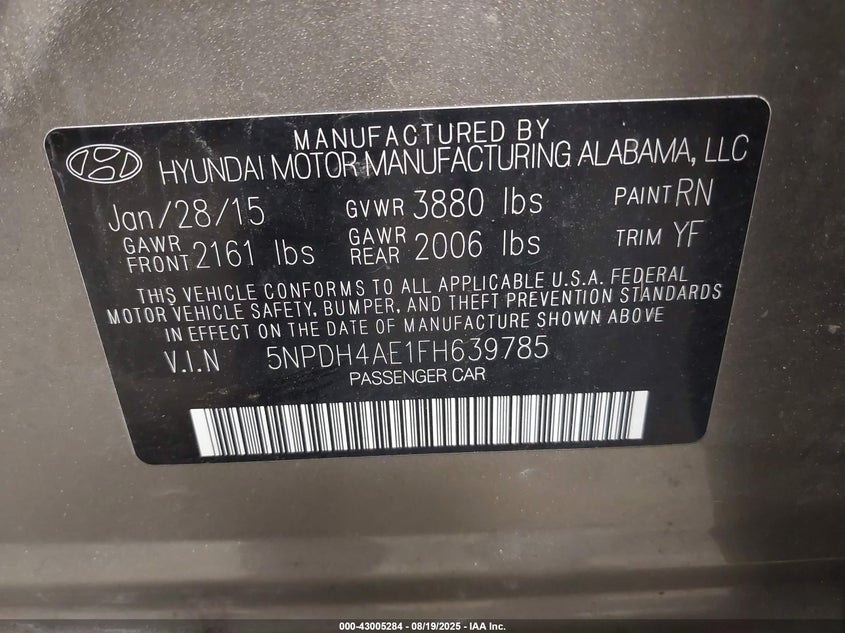 MANUFACTURED BY
HYUNDAI MOTOR MANUFACTURING ALABAMA, LLC
Jan/28/15 GVWR 3880 lbs PAINT RN
GAWR FRONT 2161 lbs GAWR REAR 2006 lbs TRIM YF
THIS VEHICLE CONFORMS TO ALL APPLICABLE U.S.A. FEDERAL
MOTOR VEHICLE SAFETY, BUMPER, AND THEFT PREVENTION STANDARDS
IN EFFECT ON THE DATE OF MANUFACTURE SHOWN ABOVE
V.I.N 5NPDH4AE1FH639785
PASSENGER CAR
000-43005284 - 08/19/2025 - IAA Inc.